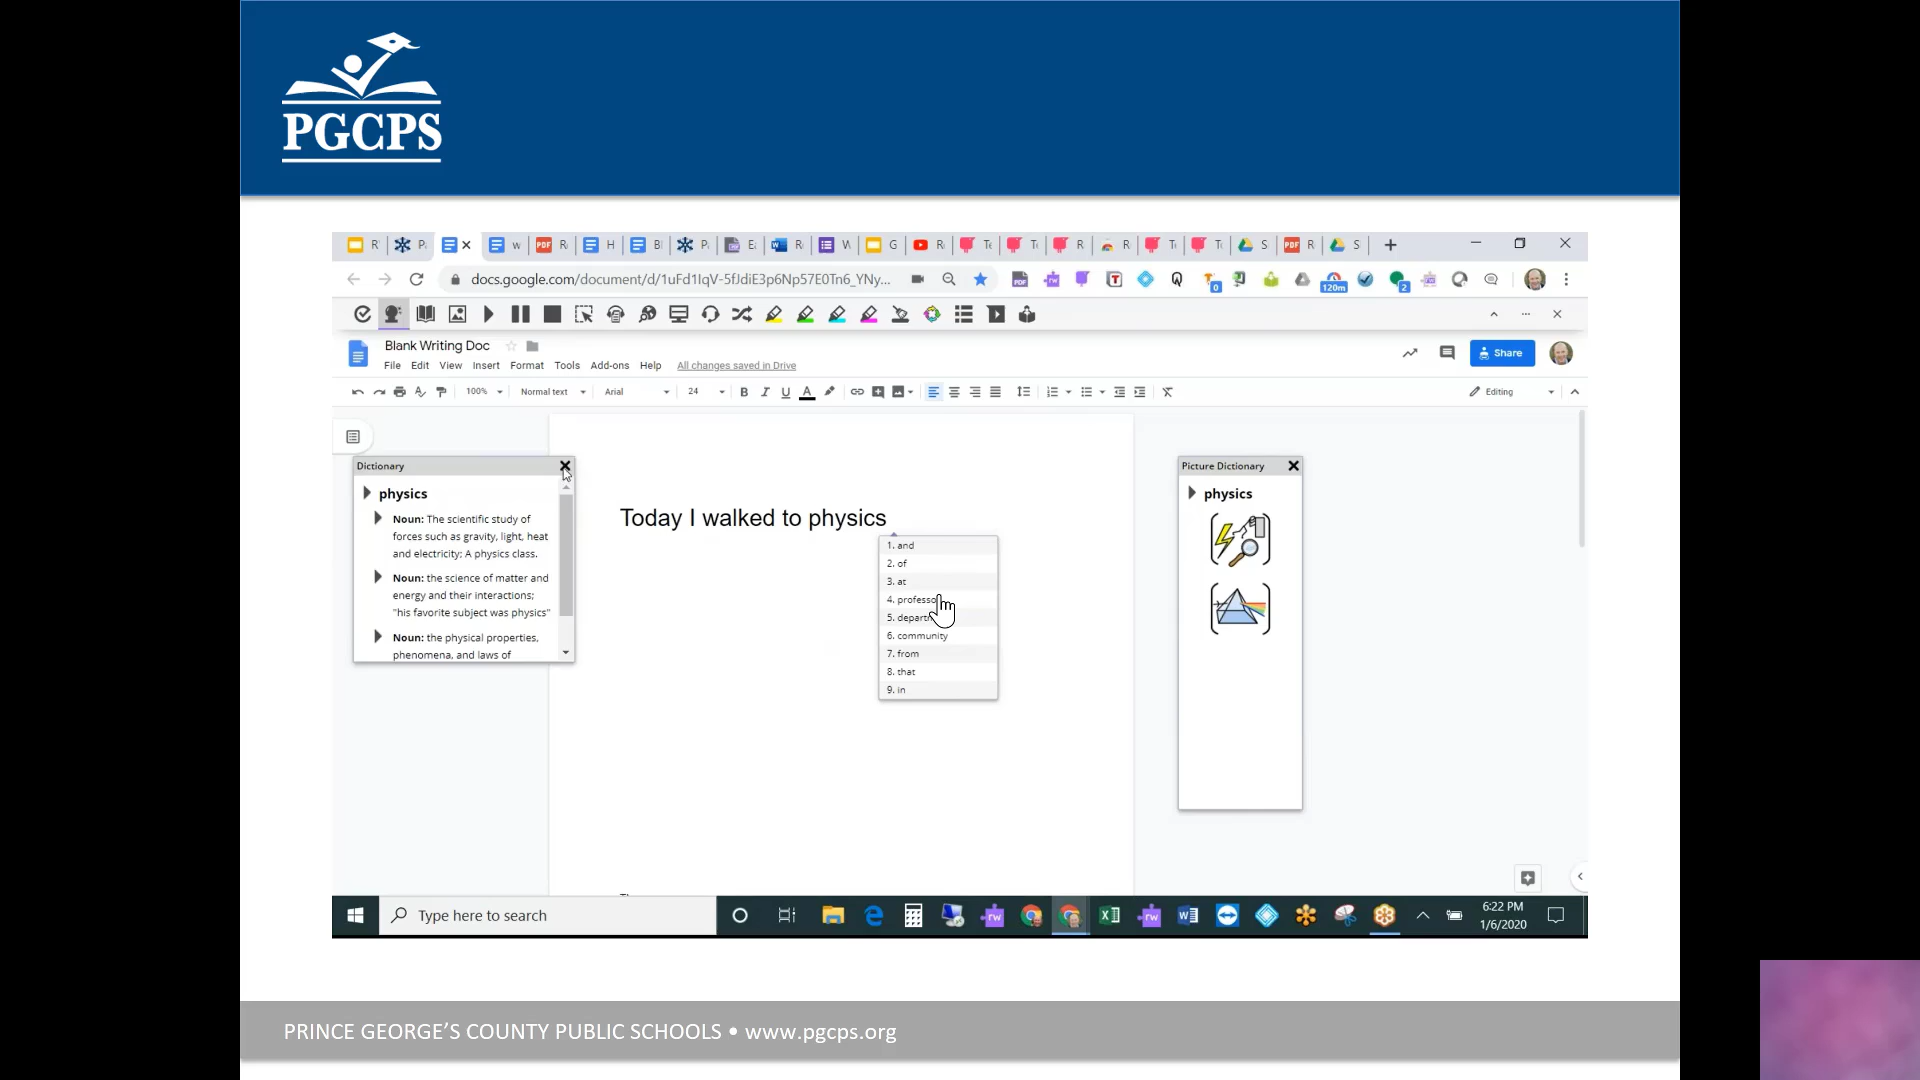 PGCPS
docs.google.com/document/d/1uFd1IqV-5fJdiE3p6Np57E0Tn6_YNy...
Blank Writing Doc
File Edit View Insert Format Tools Add-ons Help All changes saved in Drive
Share
100% Normal text Arial 24 Editing
Dictionary
physics
Noun: The scientific study of
forces such as gravity, light, heat
and electricity; A physics class.
Noun: the science of matter and
energy and their interactions;
"his favorite subject was physics"
Noun: the physical properties,
phenomena, and laws of
Today I walked to physics
1. and
2. of
3. at
4. professo
5. depart
6. community
7. from
8. that
9. in
Picture Dictionary
physics
Type here to search
6:22 PM
1/6/2020
PRINCE GEORGE'S COUNTY PUBLIC SCHOOLS • www.pgcps.org